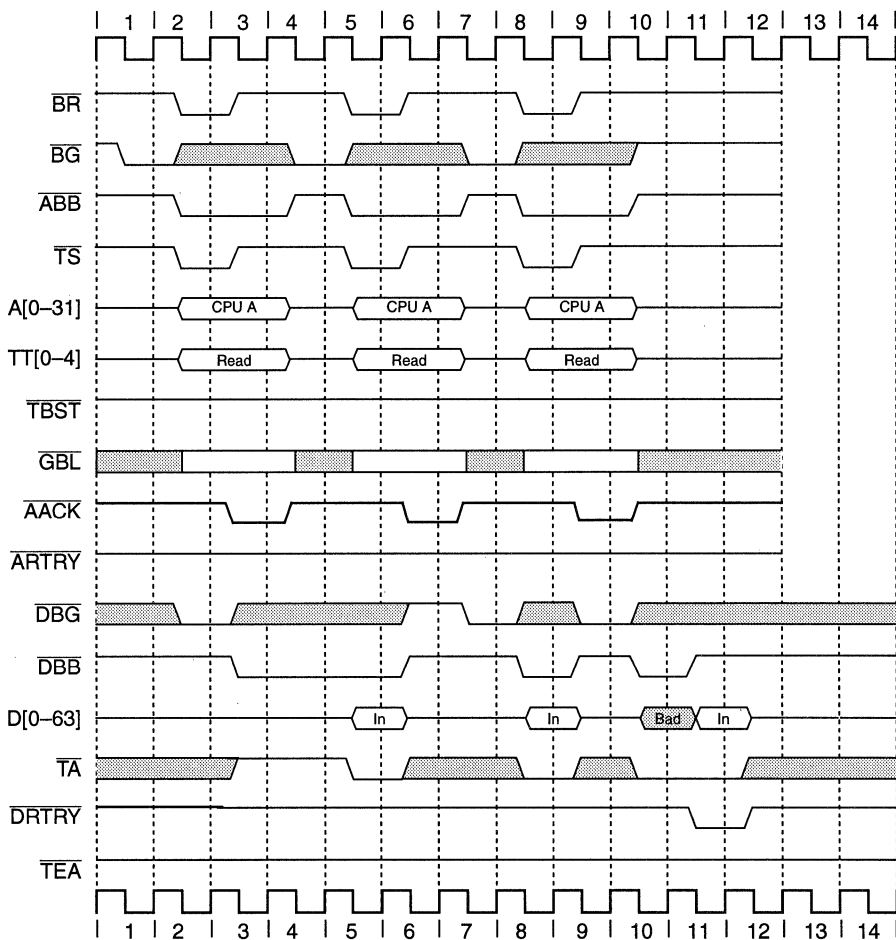 1 2 3 4 5 6 7 8 9 10 11 12 13 14
BR
BG
ABB
TS
A[0–31] CPU A CPU A CPU A
TT[0–4] Read Read Read
TBST
GBL
AACK
ARTRY
DBG
DBB
D[0–63] In In Bad In
TA
DRTRY
TEA
1 2 3 4 5 6 7 8 9 10 11 12 13 14